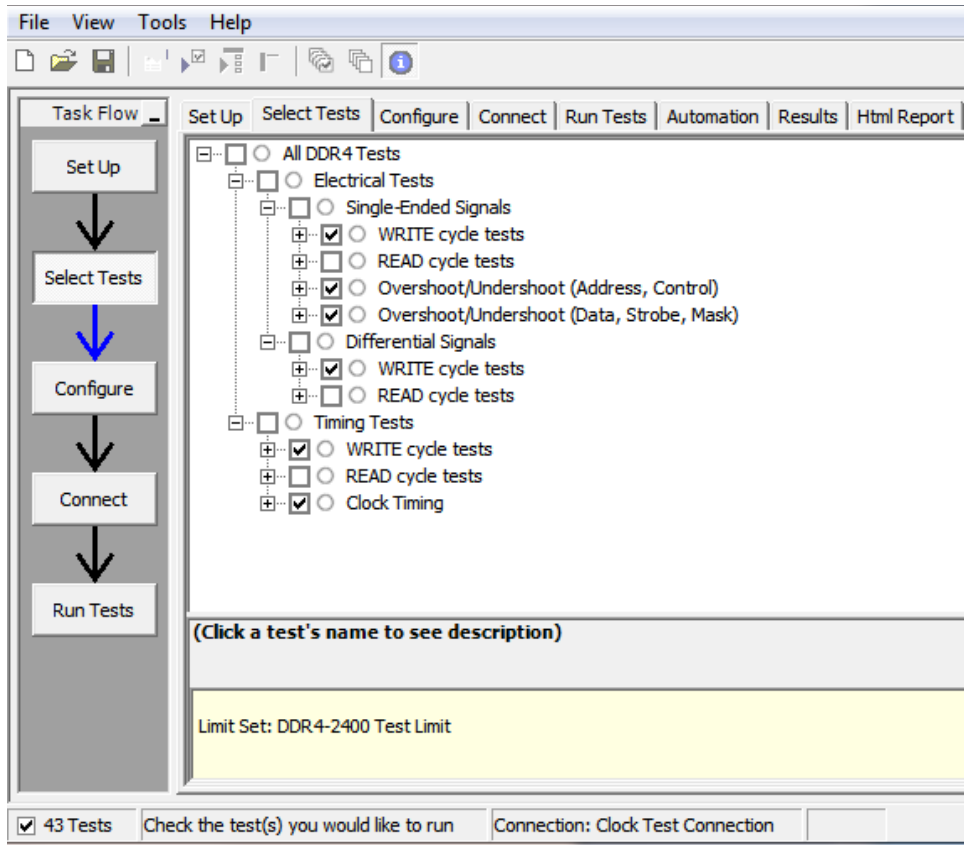 File View Tools Help
Task Flow
Set Up Select Tests Configure Connect Run Tests Automation Results Html Report
Set Up
Select Tests
Configure
Connect
Run Tests
All DDR4 Tests
Electrical Tests
Single-Ended Signals
WRITE cycle tests
READ cycle tests
Overshoot/Undershoot (Address, Control)
Overshoot/Undershoot (Data, Strobe, Mask)
Differential Signals
WRITE cycle tests
READ cycle tests
Timing Tests
WRITE cycle tests
READ cycle tests
Clock Timing
(Click a test's name to see description)
Limit Set: DDR4-2400 Test Limit
43 Tests Check the test(s) you would like to run Connection: Clock Test Connection